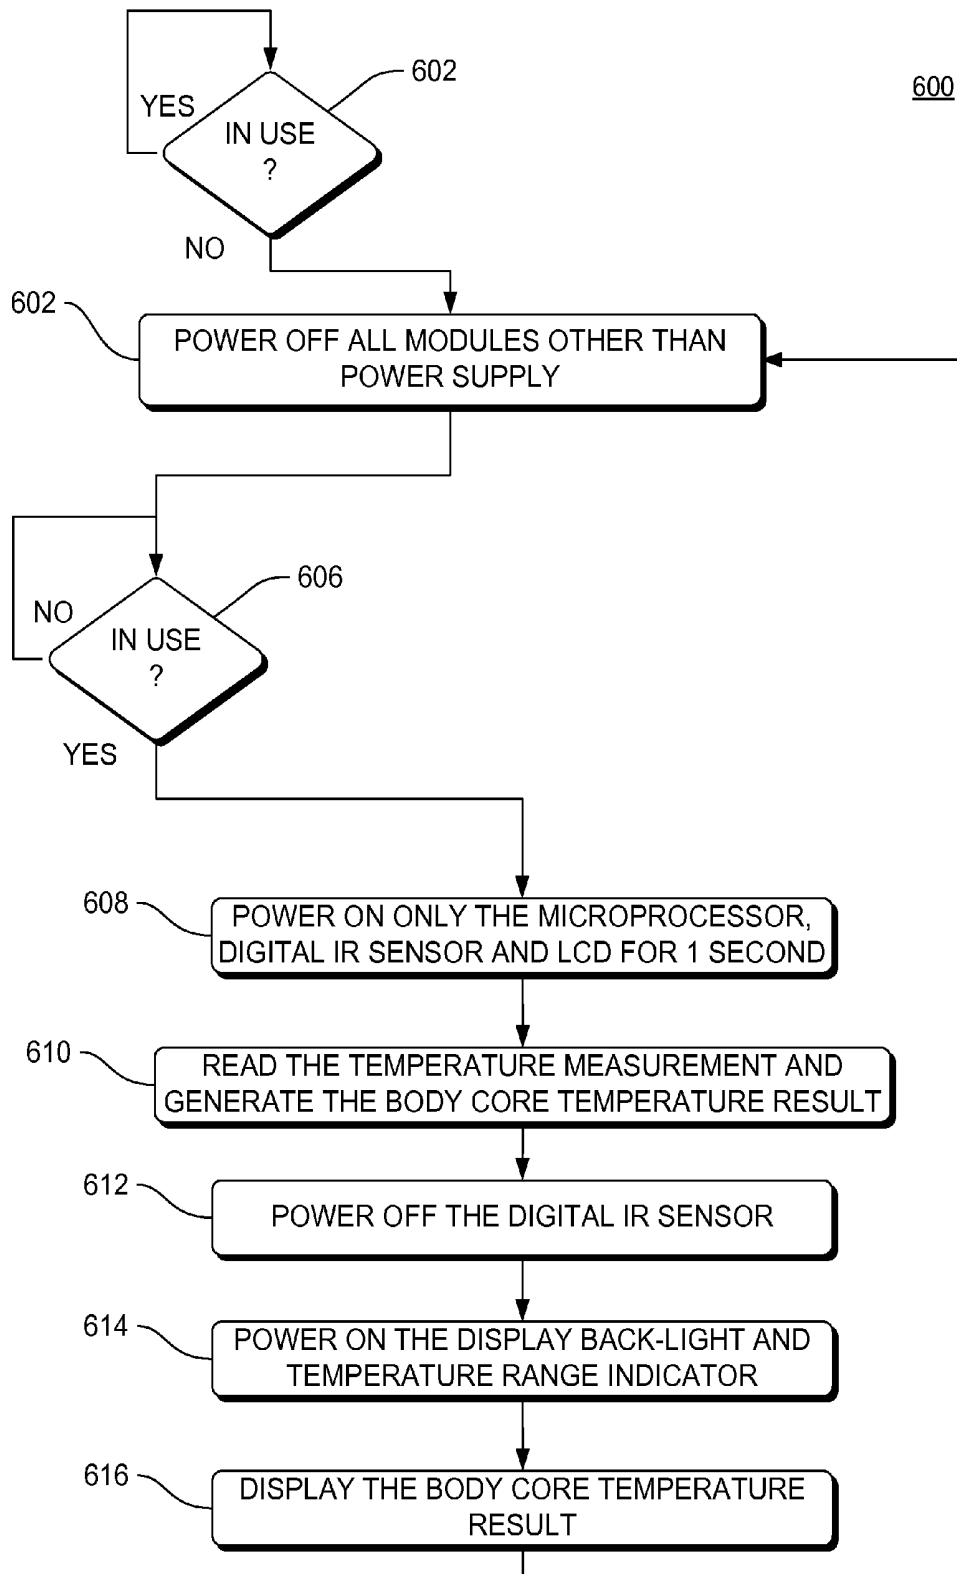 602
600
YES
IN USE
?
NO
602
POWER OFF ALL MODULES OTHER THAN
POWER SUPPLY
606
NO
IN USE
?
YES
608
POWER ON ONLY THE MICROPROCESSOR,
DIGITAL IR SENSOR AND LCD FOR 1 SECOND
610
READ THE TEMPERATURE MEASUREMENT AND
GENERATE THE BODY CORE TEMPERATURE RESULT
612
POWER OFF THE DIGITAL IR SENSOR
614
POWER ON THE DISPLAY BACK-LIGHT AND
TEMPERATURE RANGE INDICATOR
616
DISPLAY THE BODY CORE TEMPERATURE
RESULT